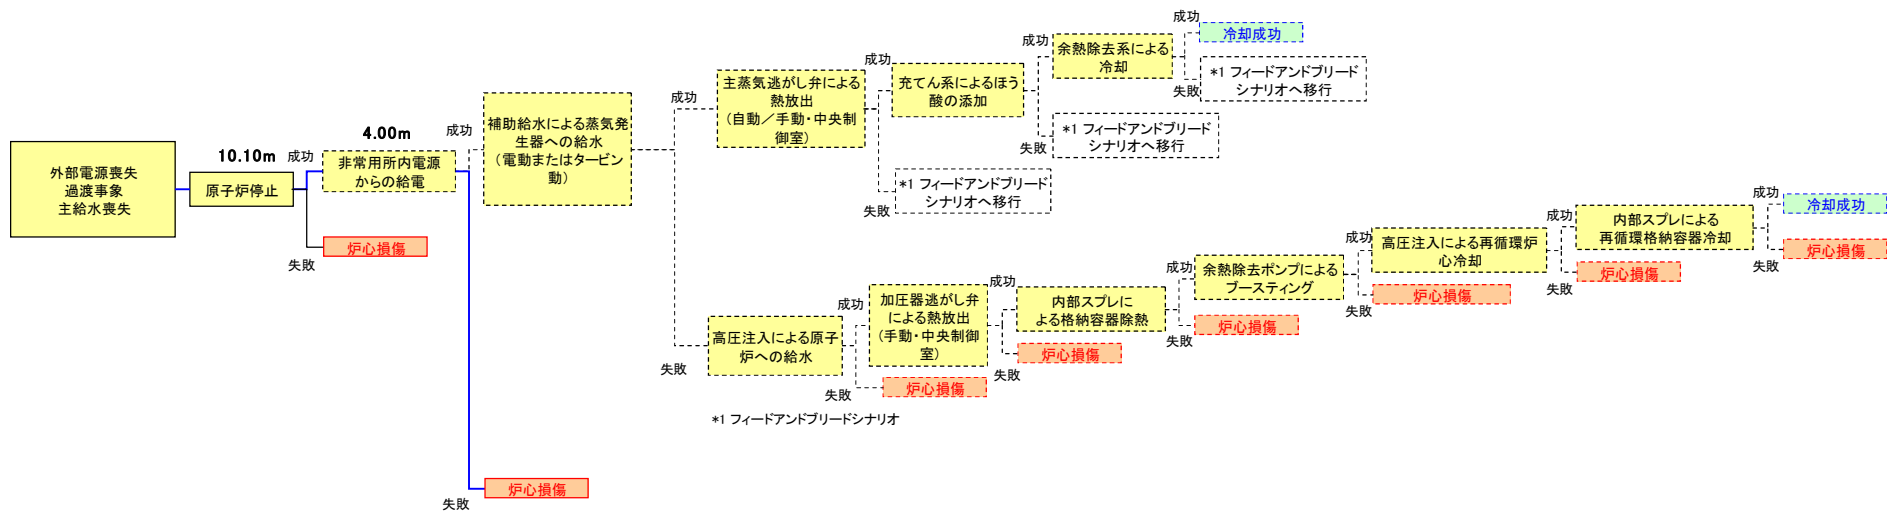 外部電源喪失
過渡事象
主給水喪失
10.10m
原子炉停止
成功
失敗
炉心損傷
4.00m
非常用所内電源
からの給電
成功
失敗
炉心損傷
補助給水による蒸気発
生器への給水
(電動またはタービン
動)
成功
失敗
主蒸気逃がし弁による
熱放出
(自動／手動・中央制
御室)
成功
失敗
*1 フィードアンドブリード
シナリオへ移行
充てん系によるほう
酸の添加
成功
失敗
*1 フィードアンドブリード
シナリオへ移行
余熱除去系による
冷却
成功
冷却成功
失敗
*1 フィードアンドブリード
シナリオへ移行
高圧注入による原子
炉への給水
成功
失敗
炉心損傷
加圧器逃がし弁
による熱放出
(手動・中央制御
室)
成功
失敗
炉心損傷
内部スプレに
よる格納容器除熱
成功
失敗
炉心損傷
余熱除去ポンプによる
ブースティング
成功
失敗
炉心損傷
高圧注入による再循環炉
心冷却
成功
失敗
炉心損傷
内部スプレによる
再循環格納容器冷却
成功
冷却成功
失敗
炉心損傷
*1 フィードアンドブリードシナリオ